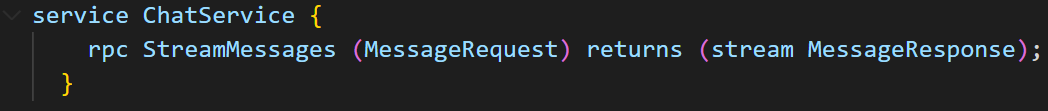 service ChatService {
rpc StreamMessages (MessageRequest) returns (stream MessageResponse);
}